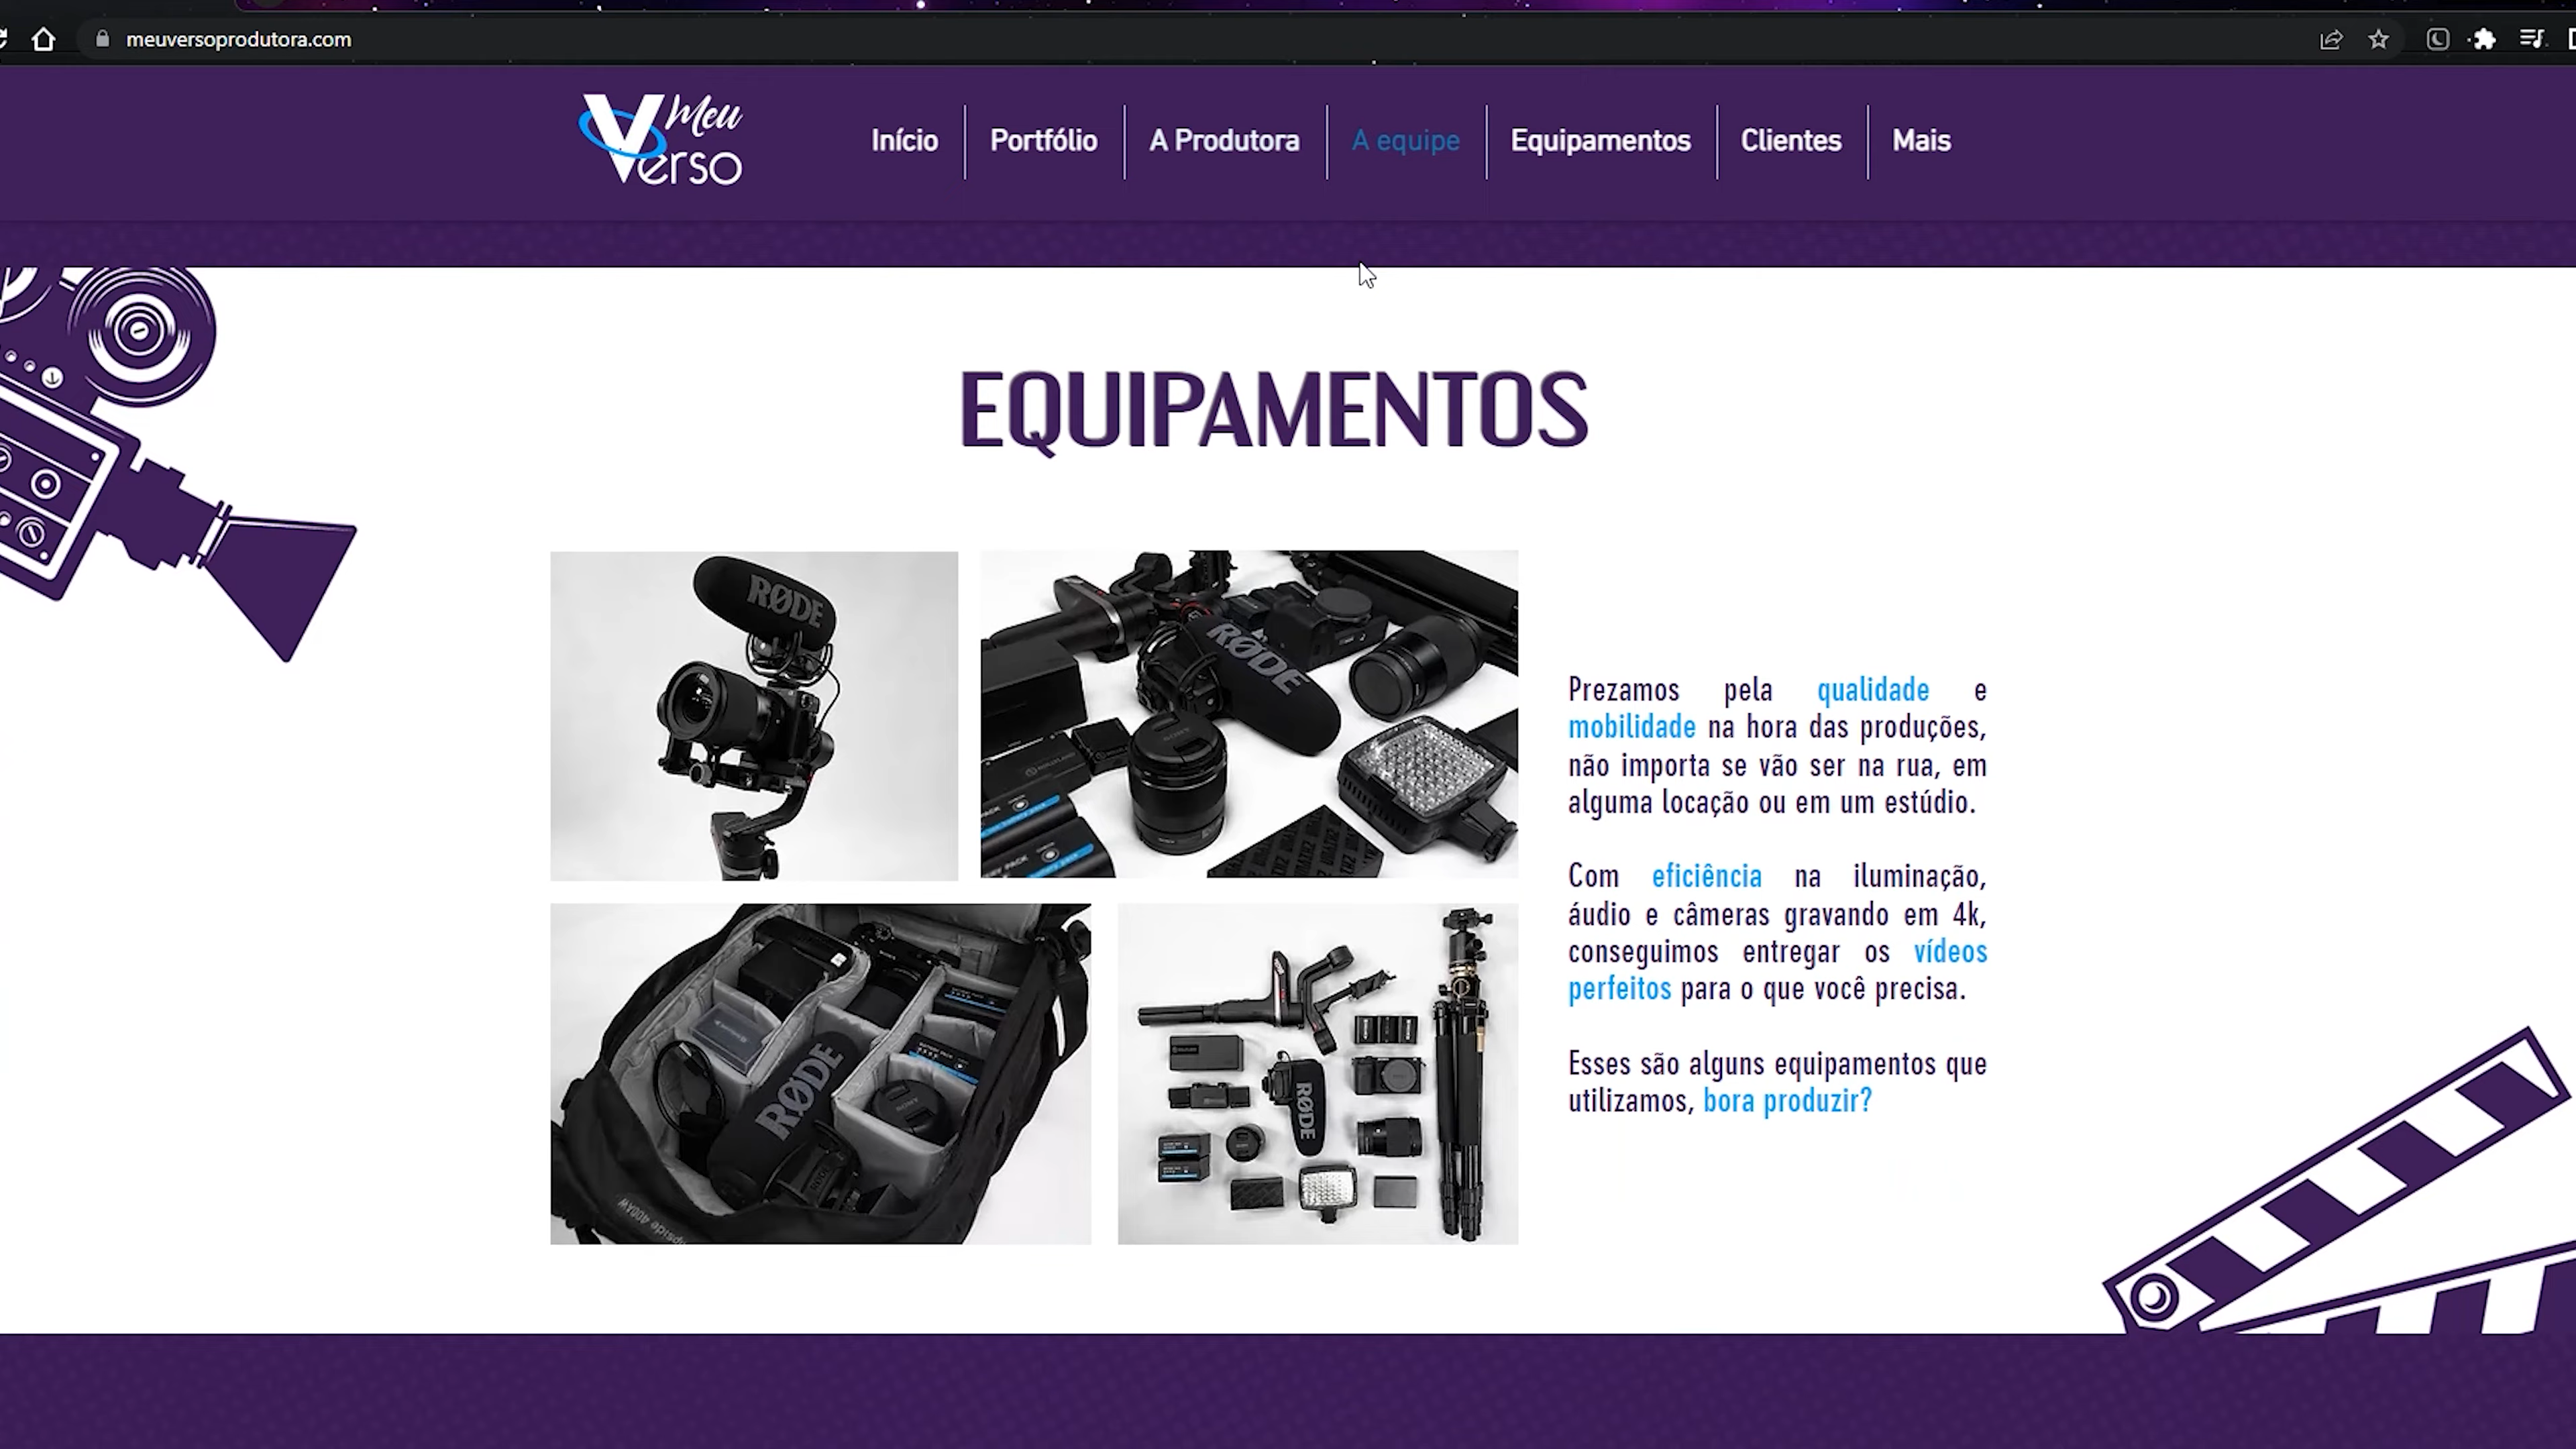 meuversoprodutora.com
Meu
Verso
Início
Portfólio
A Produtora
A equipe
Equipamentos
Clientes
Mais
EQUIPAMENTOS
RØDE
RØDE
SONY
Prezamos pela qualidade e
mobilidade na hora das produções,
não importa se vão ser na rua, em
alguma locação ou em um estúdio.
Com eficiência na iluminação,
áudio e câmeras gravando em 4k,
conseguimos entregar os vídeos
perfeitos para o que você precisa.
Esses são alguns equipamentos que
utilizamos, bora produzir?
RØDE
SONY
RØDE